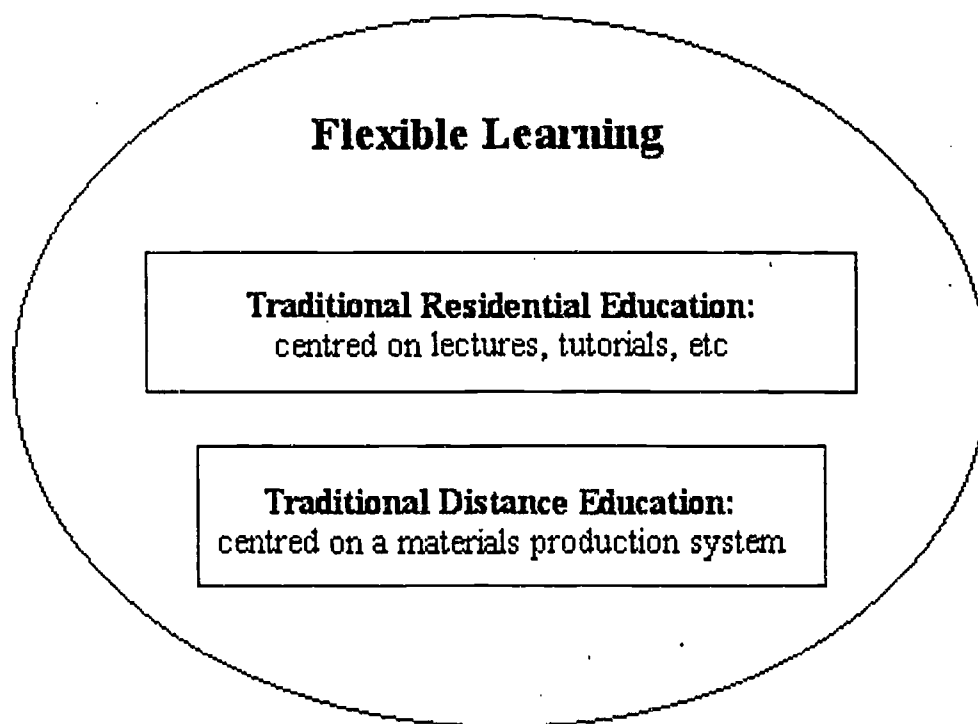 Flexible Learning
Traditional Residential Education:
centred on lectures, tutorials, etc
Traditional Distance Education:
centred on a materials production system